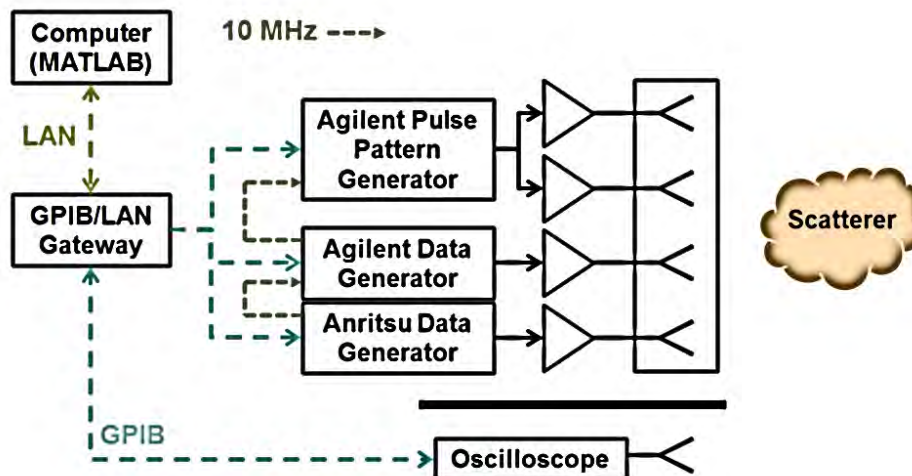 Computer
(MATLAB)
10 MHz
LAN
Agilent Pulse
Pattern
Generator
GPIB/LAN
Gateway
Agilent Data
Generator
Anritsu Data
Generator
Scatterer
GPIB
Oscilloscope